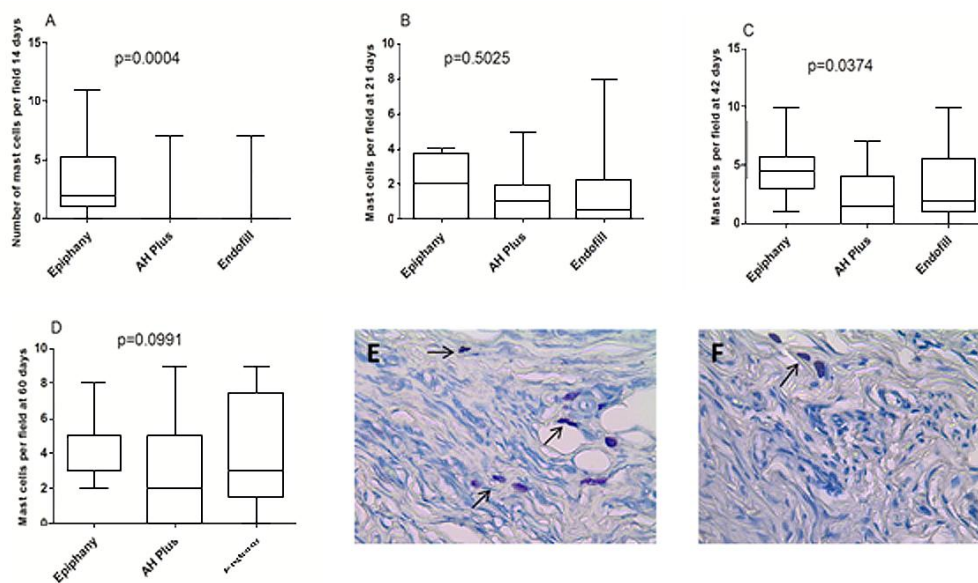 A
Number of mast cells per field 14 days
15
10
5
0
p=0.0004
Epiphany
AH Plus
Endofill
B
Mast cells per field at 21 days
10
8
6
4
2
0
p=0.5025
Epiphany
AH Plus
Endofill
C
Mast cells per field at 42 days
15
10
5
0
p=0.0374
Epiphany
AH Plus
Endofill
D
Mast cells per field at 60 days
10
8
6
4
2
0
p=0.0991
Epiphany
AH Plus
E
F